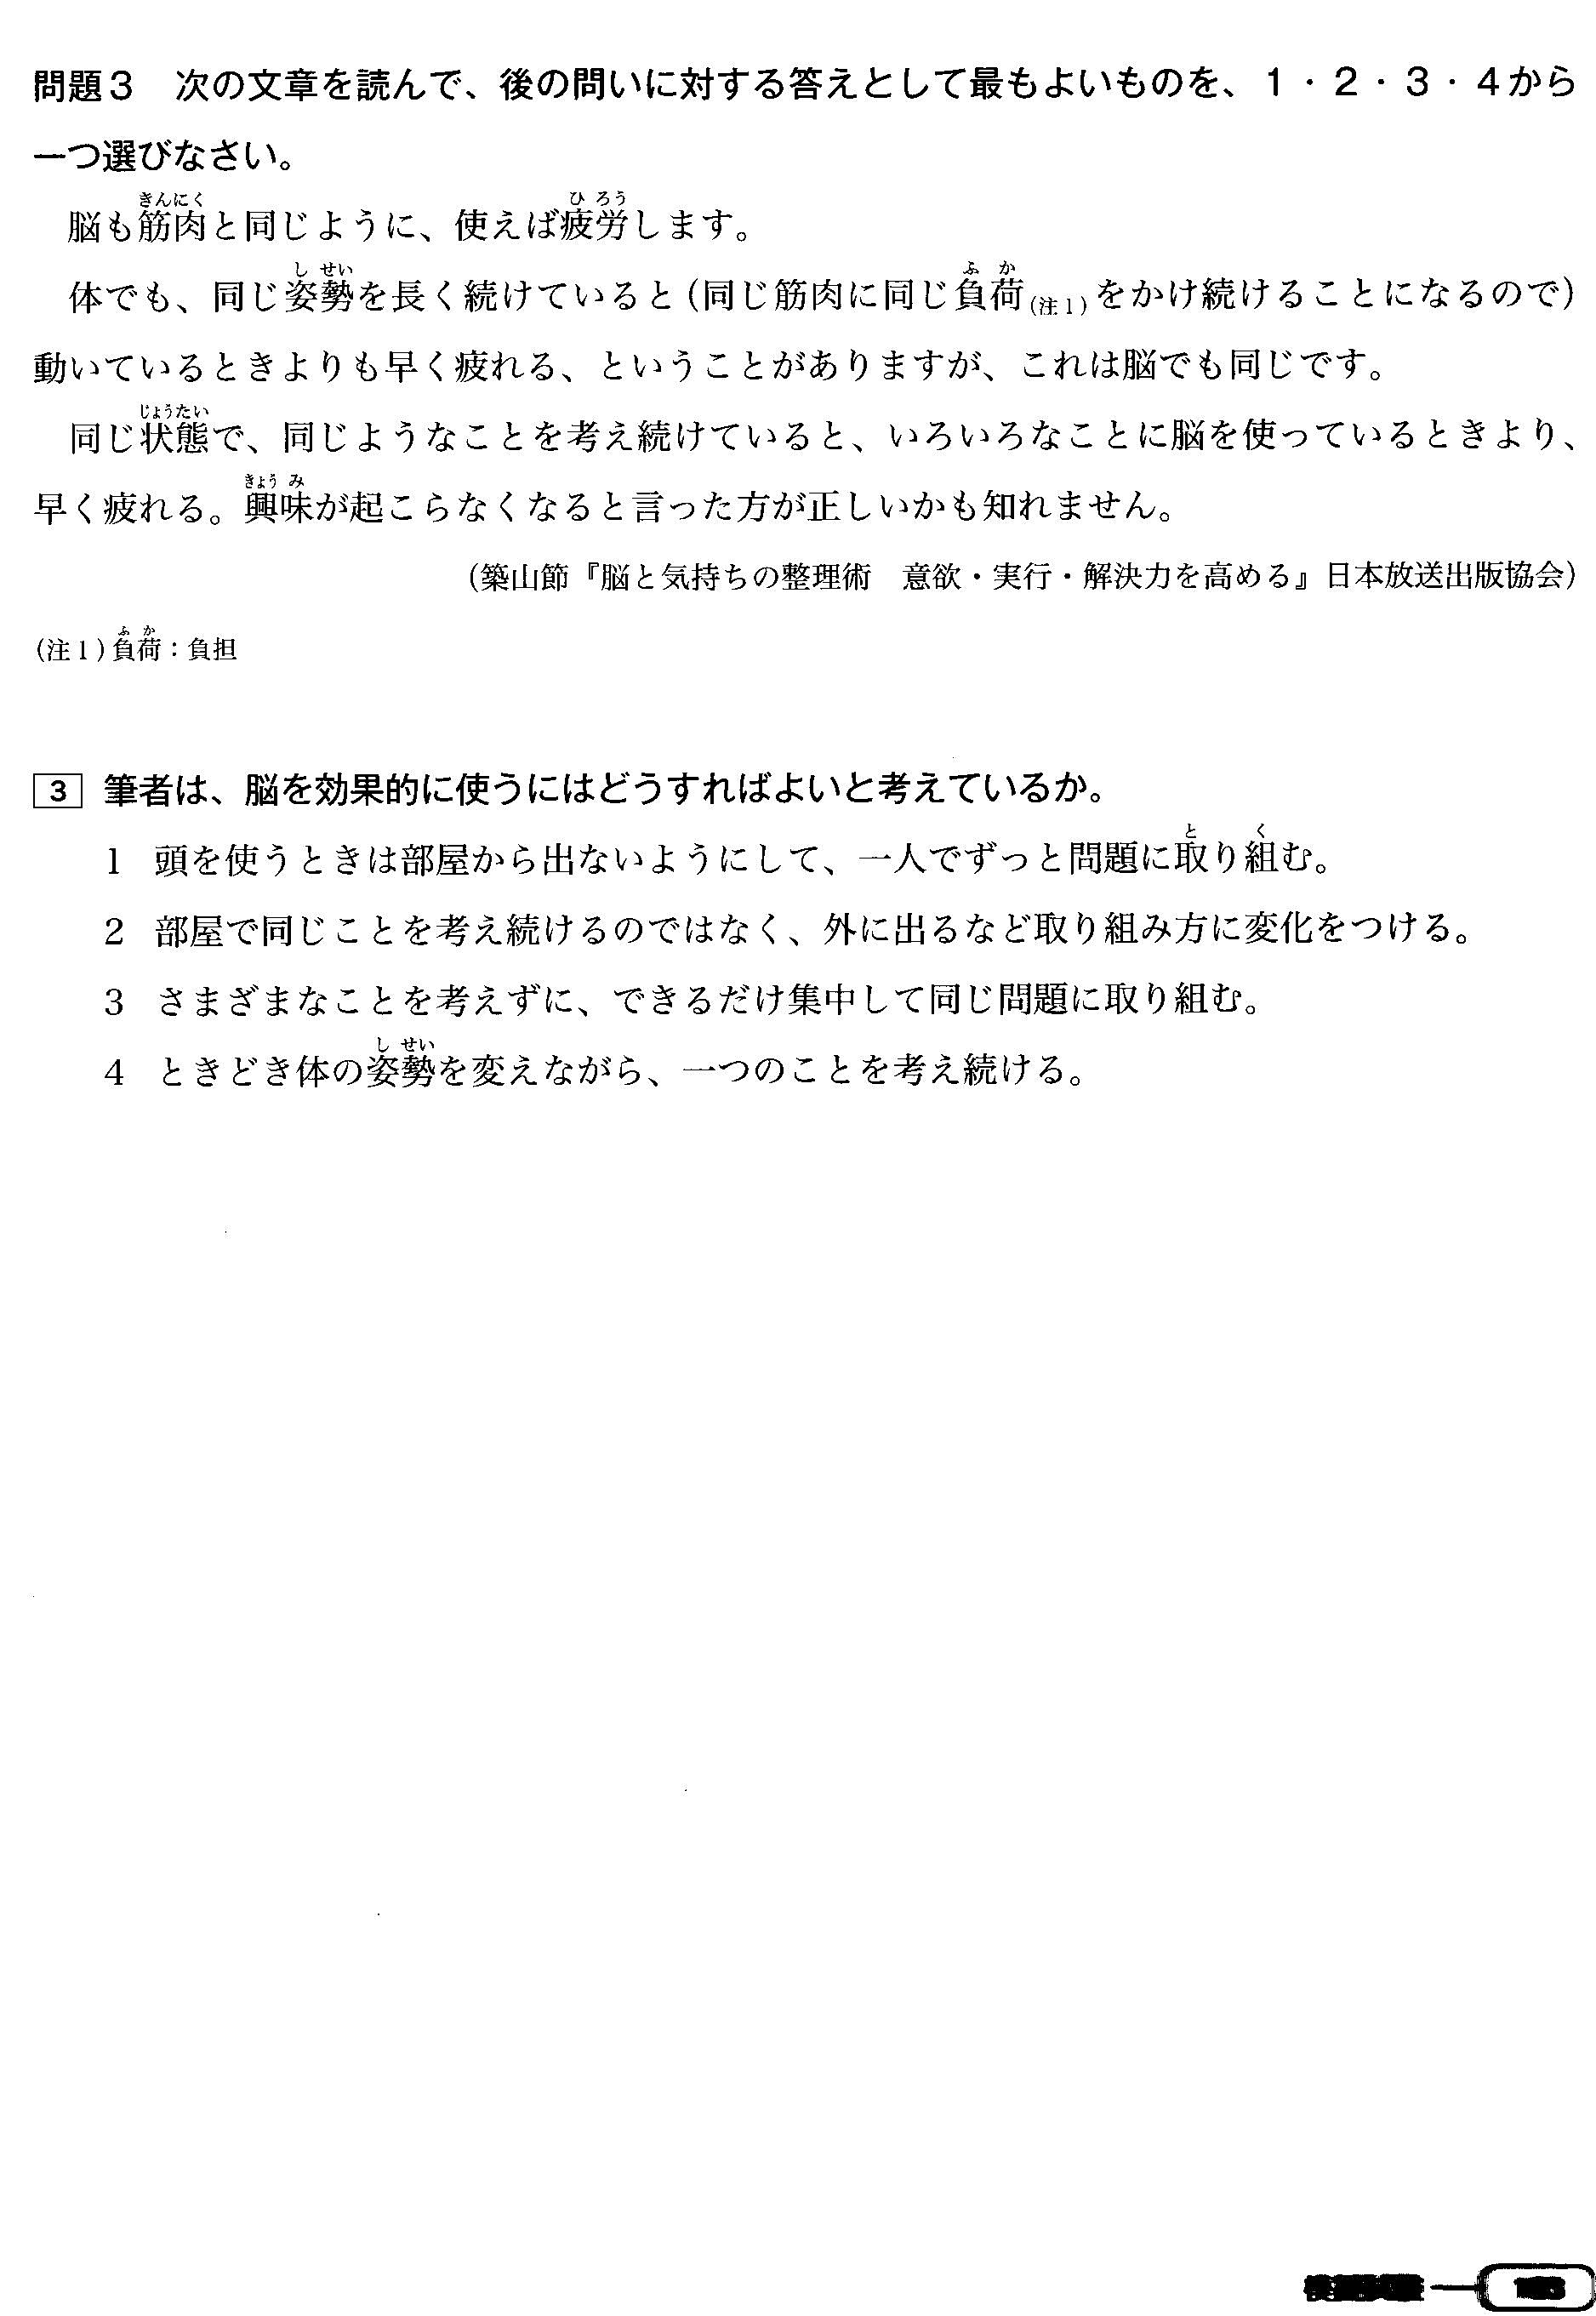 問題3　次の文章を読んで、後の問いに対する答えとして最もよいものを、1・2・3・4から
一つ選びなさい。
脳も筋肉と同じように、使えば疲労します。
体でも、同じ姿勢を長く続けていると(同じ筋肉に同じ負荷(注1)をかけ続けることになるので)
動いているときよりも早く疲れる、ということがありますが、これは脳でも同じです。
同じ状態で、同じようなことを考え続けていると、いろいろなことに脳を使っているときより、
早く疲れる。興味が起こらなくなると言った方が正しいかも知れません。
(築山節『脳と気持ちの整理術　意欲・実行・解決力を高める』日本放送出版協会)
(注1)負荷：負担
3 筆者は、脳を効果的に使うにはどうすればよいと考えているか。
1　頭を使うときは部屋から出ないようにして、一人でずっと問題に取り組む。
2　部屋で同じことを考え続けるのではなく、外に出るなど取り組み方に変化をつける。
3　さまざまなことを考えずに、できるだけ集中して同じ問題に取り組む。
4　ときどき体の姿勢を変えながら、一つのことを考え続ける。